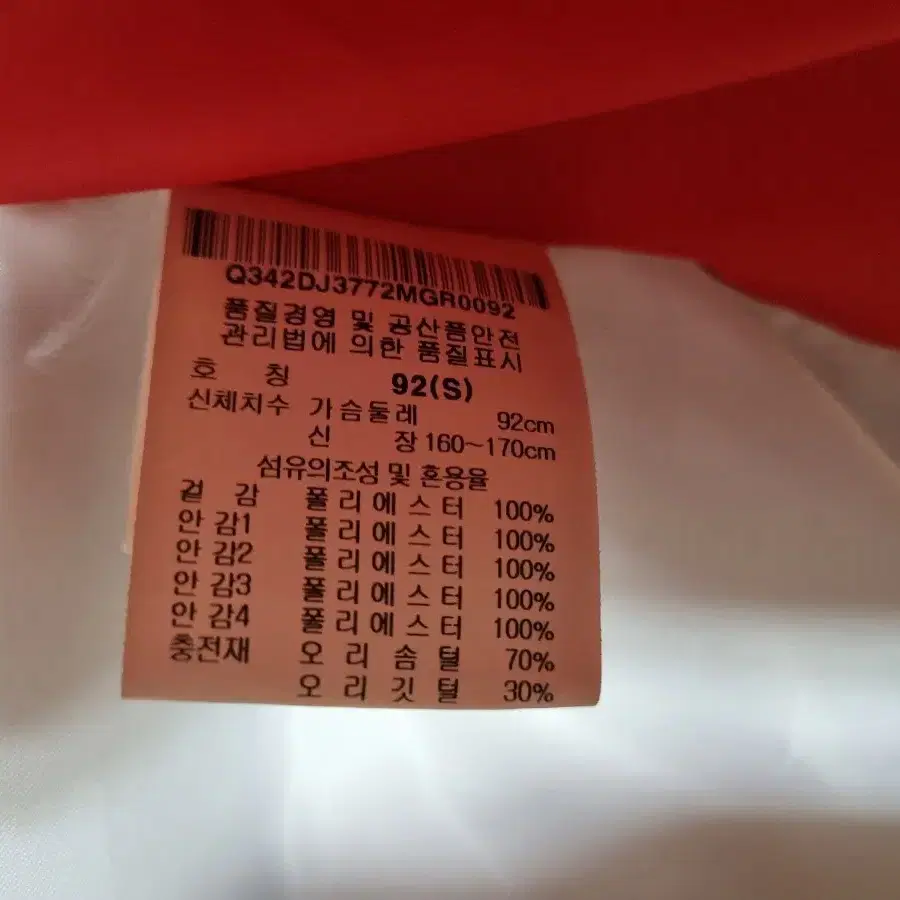 Q342DJ3772MGR0092
품질경영 및 공산품안전
관리법에 의한 품질표시
호 칭 92(S)
신체치수 가슴둘레 92cm
신 장 160~170cm
섬유의조성 및 혼용율
겉 감 폴리에스터 100%
안 감1 폴리에스터 100%
안 감2 폴리에스터 100%
안 감3 폴리에스터 100%
안 감4 폴리에스터 100%
충전재 오리솜털 70%
오리깃털 30%